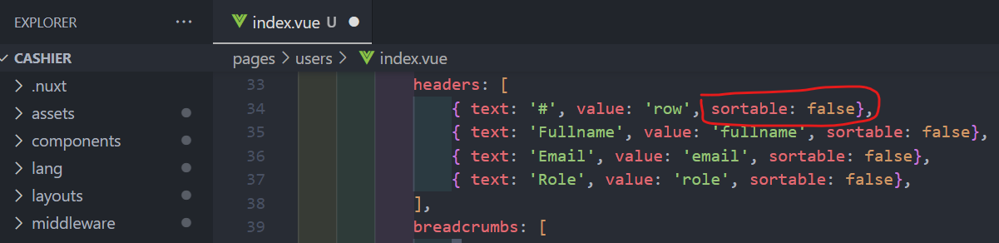 EXPLORER ...
index.vue U
CASHIER
pages > users > index.vue
.nuxt
assets
components
lang
layouts
middleware
33 headers: [
34 { text: '#', value: 'row', sortable: false},
35 { text: 'Fullname', value: 'fullname', sortable: false},
36 { text: 'Email', value: 'email', sortable: false},
37 { text: 'Role', value: 'role', sortable: false},
38 ],
39 breadcrumbs: [